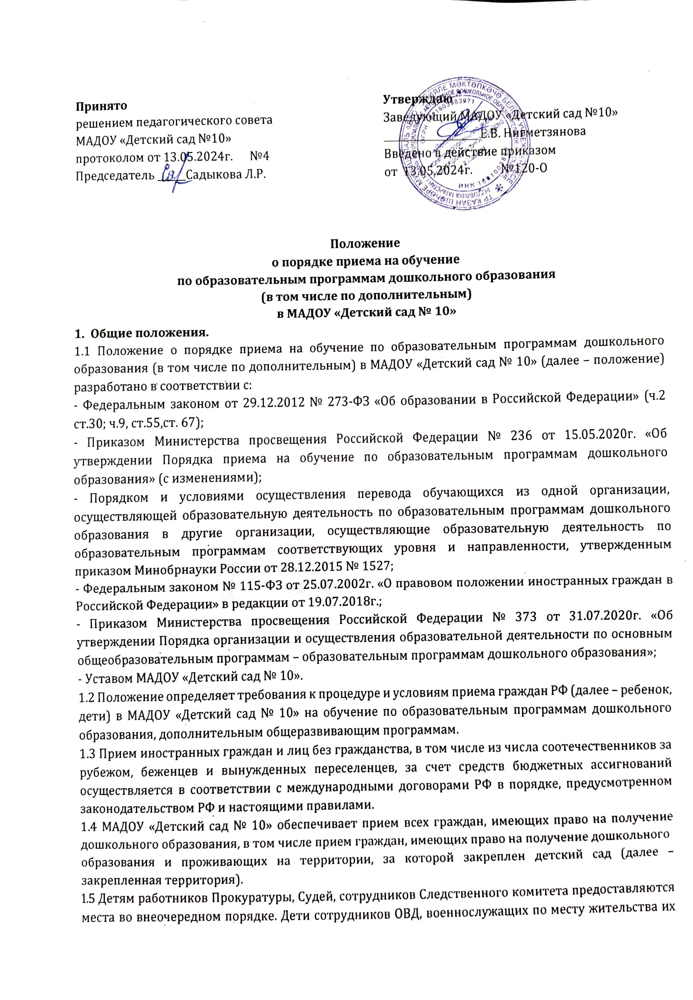 Принято
решением педагогического совета
МАДОУ «Детский сад №10»
протоколом от 13.05.2024г. №4
Председатель Садыкова Л.Р.
Утверждаю
Заведующий МАДОУ «Детский сад №10»
Е.В. Нигметзянова
Введено в действие приказом
от 13.05.2024г. №120-О
Положение
о порядке приема на обучение
по образовательным программам дошкольного образования
(в том числе по дополнительным)
в МАДОУ «Детский сад № 10»
1. Общие положения.
1.1 Положение о порядке приема на обучение по образовательным программам дошкольного
образования (в том числе по дополнительным) в МАДОУ «Детский сад № 10» (далее – положение)
разработано в соответствии с:
- Федеральным законом от 29.12.2012 № 273-ФЗ «Об образовании в Российской Федерации» (ч.2
ст.30; ч.9, ст.55,ст. 67);
- Приказом Министерства просвещения Российской Федерации № 236 от 15.05.2020г. «Об
утверждении Порядка приема на обучение по образовательным программам дошкольного
образования» (с изменениями);
- Порядком и условиями осуществления перевода обучающихся из одной организации,
осуществляющей образовательную деятельность по образовательным программам дошкольного
образования в другие организации, осуществляющие образовательную деятельность по
образовательным программам соответствующих уровня и направленности, утвержденным
приказом Минобрнауки России от 28.12.2015 № 1527;
- Федеральным законом № 115-ФЗ от 25.07.2002г. «О правовом положении иностранных граждан в
Российской Федерации» в редакции от 19.07.2018г.;
- Приказом Министерства просвещения Российской Федерации № 373 от 31.07.2020г. «Об
утверждении Порядка организации и осуществления образовательной деятельности по основным
общеобразовательным программам – образовательным программам дошкольного образования»;
- Уставом МАДОУ «Детский сад № 10».
1.2 Положение определяет требования к процедуре и условиям приема граждан РФ (далее – ребенок,
дети) в МАДОУ «Детский сад № 10» на обучение по образовательным программам дошкольного
образования, дополнительным общеразвивающим программам.
1.3 Прием иностранных граждан и лиц без гражданства, в том числе из числа соотечественников за
рубежом, беженцев и вынужденных переселенцев, за счет средств бюджетных ассигнований
осуществляется в соответствии с международными договорами РФ в порядке, предусмотренном
законодательством РФ и настоящими правилами.
1.4 МАДОУ «Детский сад № 10» обеспечивает прием всех граждан, имеющих право на получение
дошкольного образования, в том числе прием граждан, имеющих право на получение дошкольного
образования и проживающих на территории, за которой закреплен детский сад (далее –
закрепленная территория).
1.5 Детям работников Прокуратуры, Судей, сотрудников Следственного комитета предоставляются
места во внеочередном порядке. Дети сотрудников ОВД, военнослужащих по месту жительства их